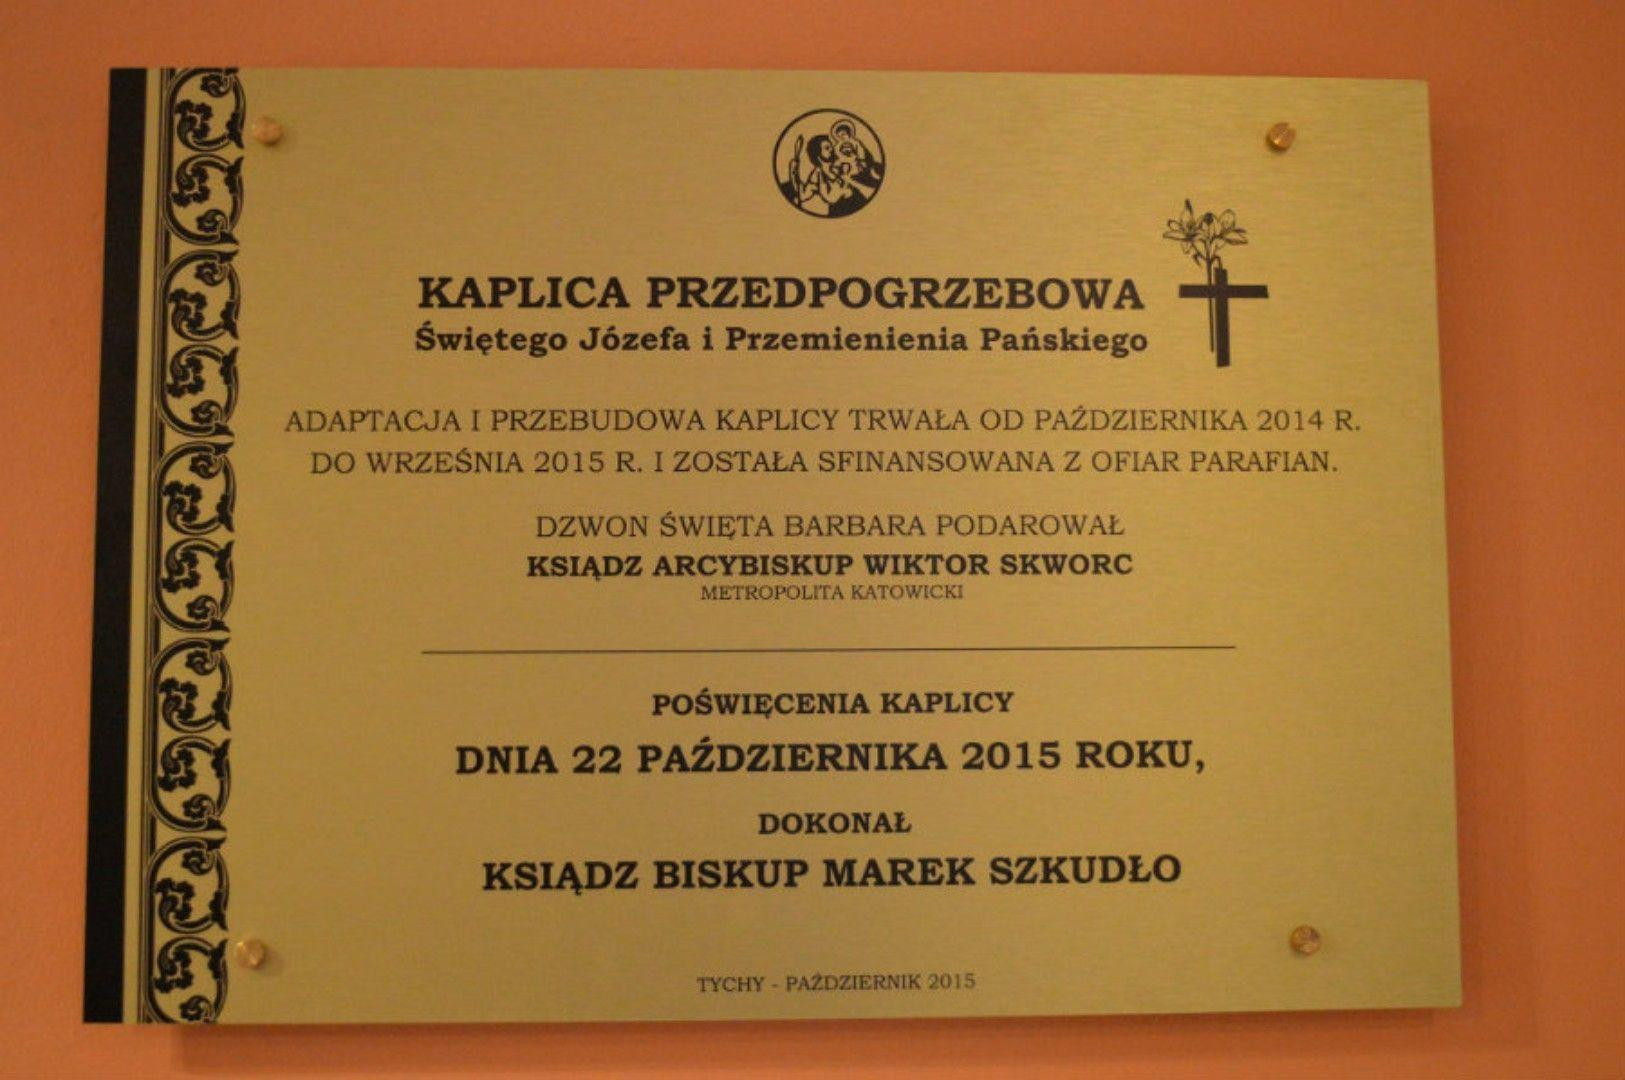 KAPLICA PRZEDPOGRZEBOWA
Świętego Józefa i Przemienienia Pańskiego
ADAPTACJA I PRZEBUDOWA KAPLICY TRWAŁA OD PAŹDZIERNIKA 2014 R.
DO WRZEŚNIA 2015 R. I ZOSTAŁA SFINANSOWANA Z OFIAR PARAFIAN.
DZWON ŚWIĘTA BARBARA PODAROWAŁ
KSIĄDZ ARCYBISKUP WIKTOR SKWORC
METROPOLITA KATOWICKI
POŚWIĘCENIA KAPLICY
DNIA 22 PAŹDZIERNIKA 2015 ROKU,
DOKONAŁ
KSIĄDZ BISKUP MAREK SZKUDŁO
TYCHY - PAŹDZIERNIK 2015